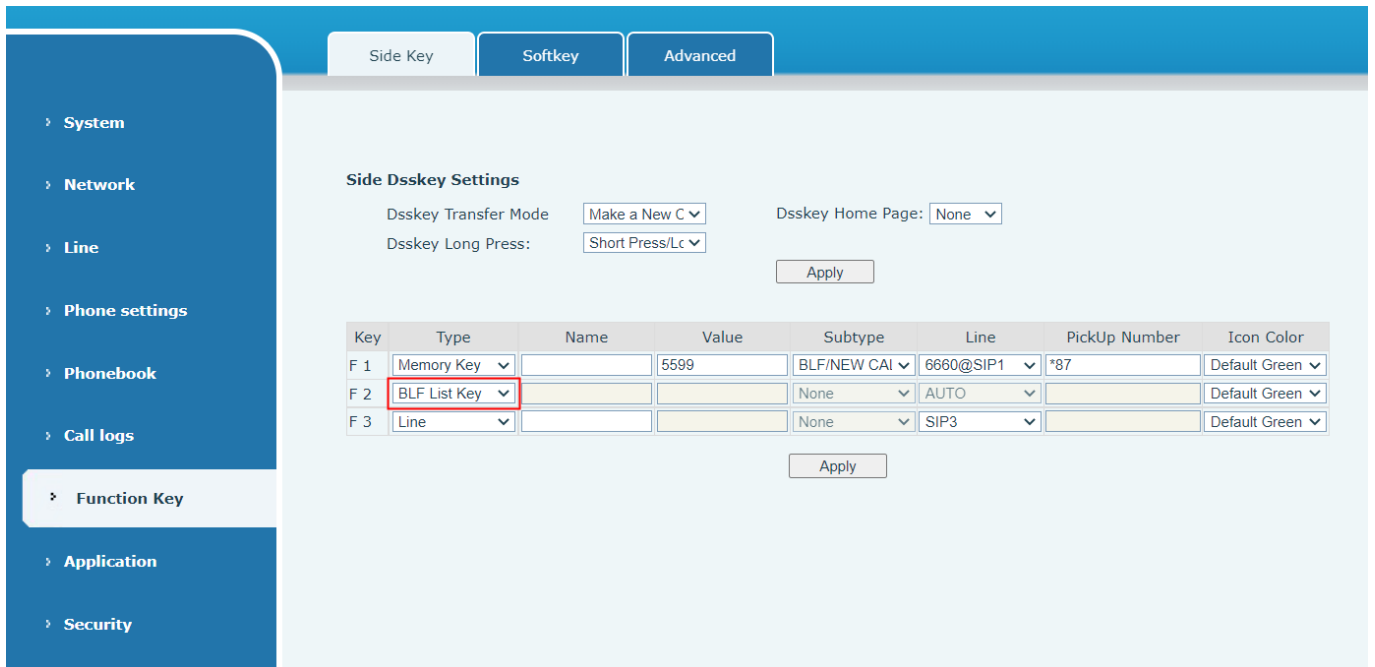 Side Key Softkey Advanced
System
Network
Line
Phone settings
Phonebook
Call logs
Function Key
Application
Security
Side Dsskey Settings
Dsskey Transfer Mode Make a New C Dsskey Home Page: None
Dsskey Long Press: Short Press/Lc
Apply
Key Type Name Value Subtype Line PickUp Number Icon Color
F 1 Memory Key 5599 BLF/NEW CAL 6660@SIP1 *87 Default Green
F 2 BLF List Key None AUTO Default Green
F 3 Line None SIP3 Default Green
Apply